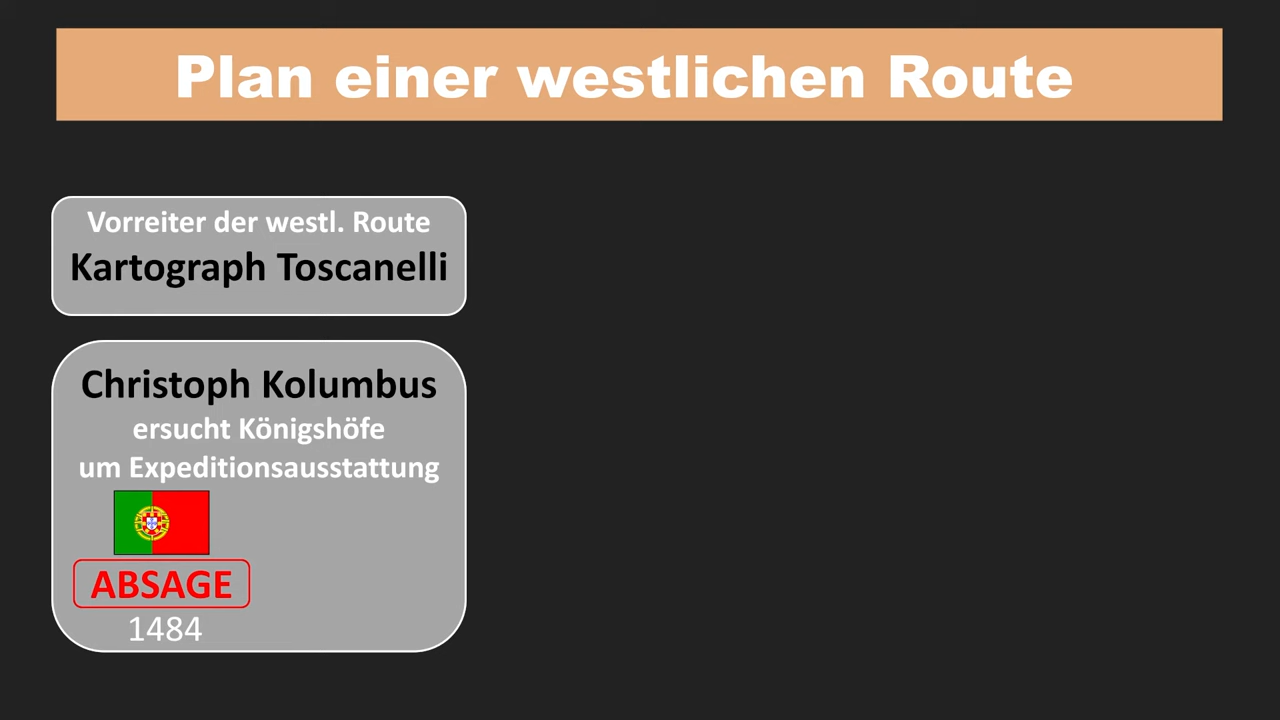 Plan einer westlichen Route
Vorreiter der westl. Route
Kartograph Toscanelli
Christoph Kolumbus
ersucht Königshöfe
um Expeditionsausstattung
ABSAGE
1484